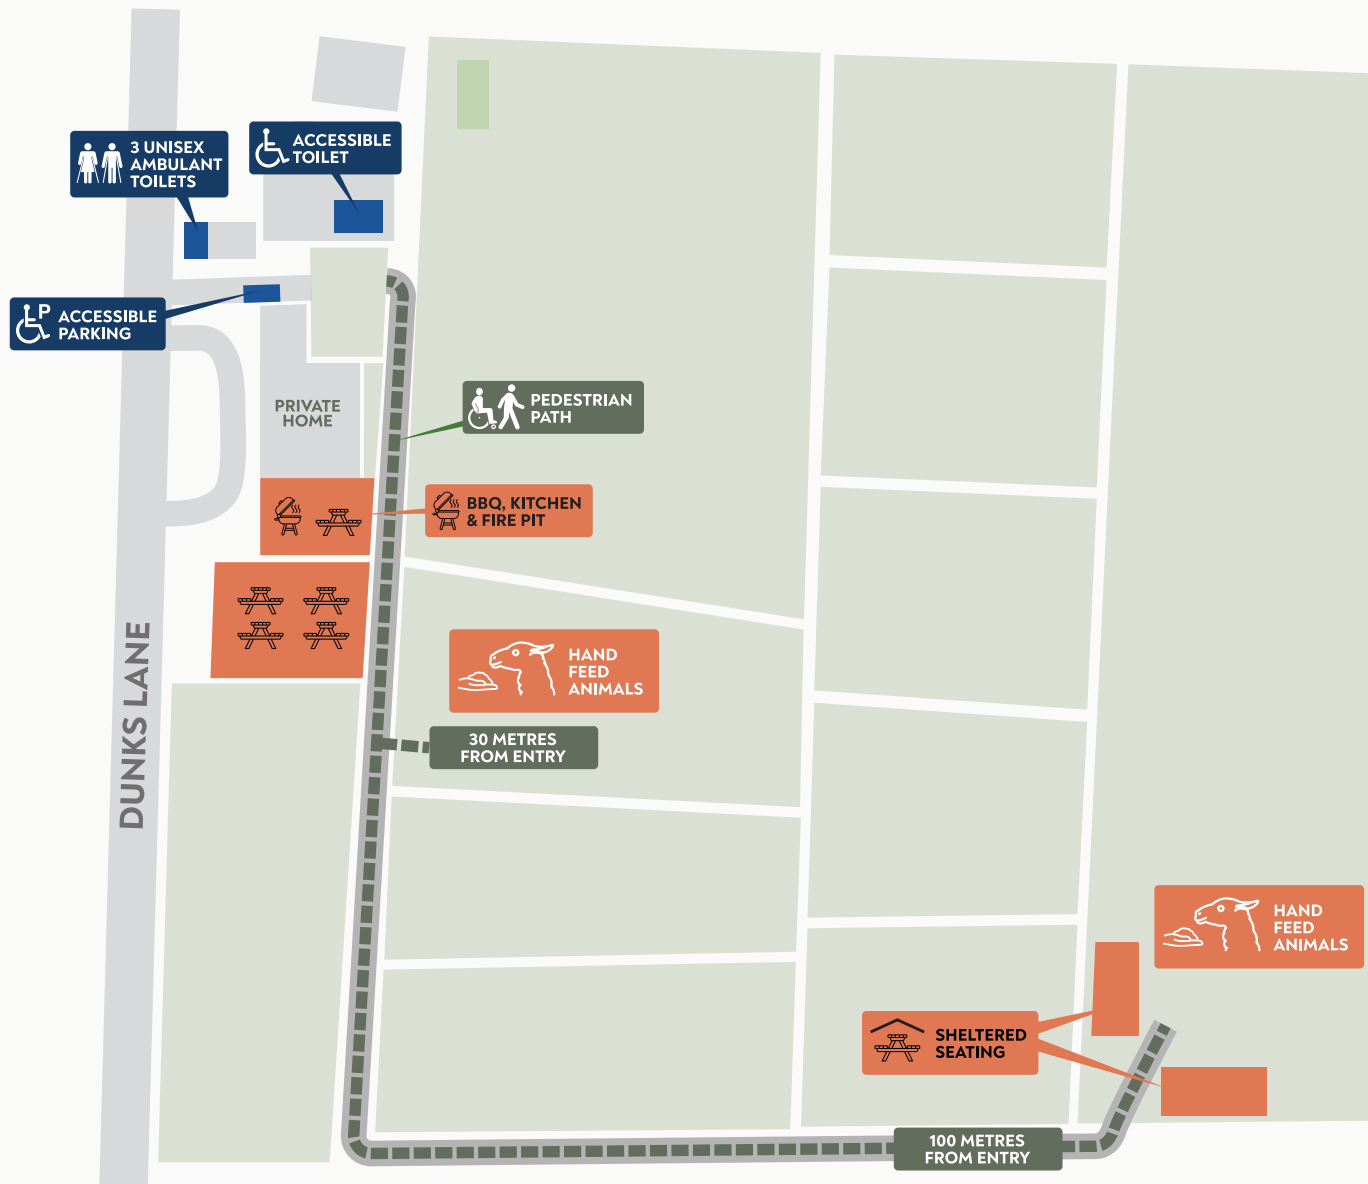 3 UNISEX
AMBULANT
TOILETS
ACCESSIBLE
TOILET
P ACCESSIBLE
PARKING
PRIVATE
HOME
PEDESTRIAN
PATH
BBQ, KITCHEN
& FIRE PIT
DUNKS LANE
HAND
FEED
ANIMALS
30 METRES
FROM ENTRY
HAND
FEED
ANIMALS
SHELTERED
SEATING
100 METRES
FROM ENTRY